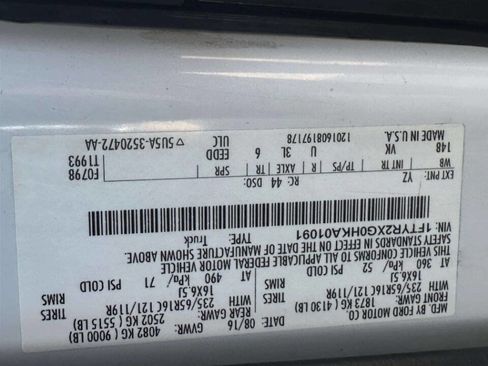 MFD. BY FORD MOTOR CO.
DATE: 08/16 GVWR: 4082 KG ( 9000 LB)
FRONT GAWR: 1873 KG ( 4130 LB) REAR GAWR: 2502 KG ( 5515 LB)
WITH 235/65R16C 121/119R TIRES 235/65R16C 121/119R TIRES
16X6.5J RIMS 16X6.5J RIMS
360 kPa/ 52 PSI COLD 490 kPa/ 71 PSI COLD
THIS VEHICLE CONFORMS TO ALL APPLICABLE FEDERAL MOTOR VEHICLE
SAFETY STANDARDS IN EFFECT ON THE DATE OF MANUFACTURE SHOWN ABOVE.
VIN: 1FTYR2XG0HKA01091 TYPE: Truck
EXT PNT: YZ RC: 44 DSO: F0798
WB INT TR TP/PS R AXLE TR SPR T1993
148 VK U 3L 6 EEDD
MADE IN U.S.A. 120160819717B ULC ▽5U5A-3520472-AA